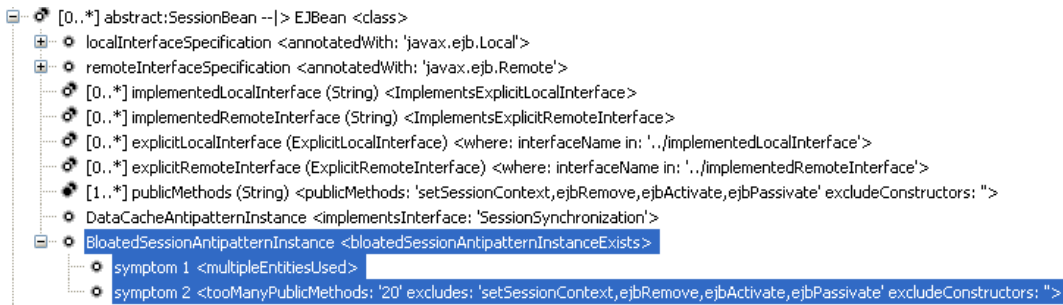 [0..*] abstract:SessionBean --|> EJBean <class>
localInterfaceSpecification <annotatedWith: 'javax.ejb.Local'>
remoteInterfaceSpecification <annotatedWith: 'javax.ejb.Remote'>
[0..*] implementedLocalInterface (String) <ImplementsExplicitLocalInterface>
[0..*] implementedRemoteInterface (String) <ImplementsExplicitRemoteInterface>
[0..*] explicitLocalInterface (ExplicitLocalInterface) <where: interfaceName in: '../implementedLocalInterface'>
[0..*] explicitRemoteInterface (ExplicitRemoteInterface) <where: interfaceName in: '../implementedRemoteInterface'>
[1..*] publicMethods (String) <publicMethods: 'setSessionContext,ejbRemove,ejbActivate,ejbPassivate' excludeConstructors: ''>
DataCacheAntipatternInstance <implementsInterface: 'SessionSynchronization'>
BloatedSessionAntipatternInstance <bloatedSessionAntipatternInstanceExists>
symptom 1 <multipleEntitiesUsed>
symptom 2 <tooManyPublicMethods: '20' excludes: 'setSessionContext,ejbRemove,ejbActivate,ejbPassivate' excludeConstructors: ''>